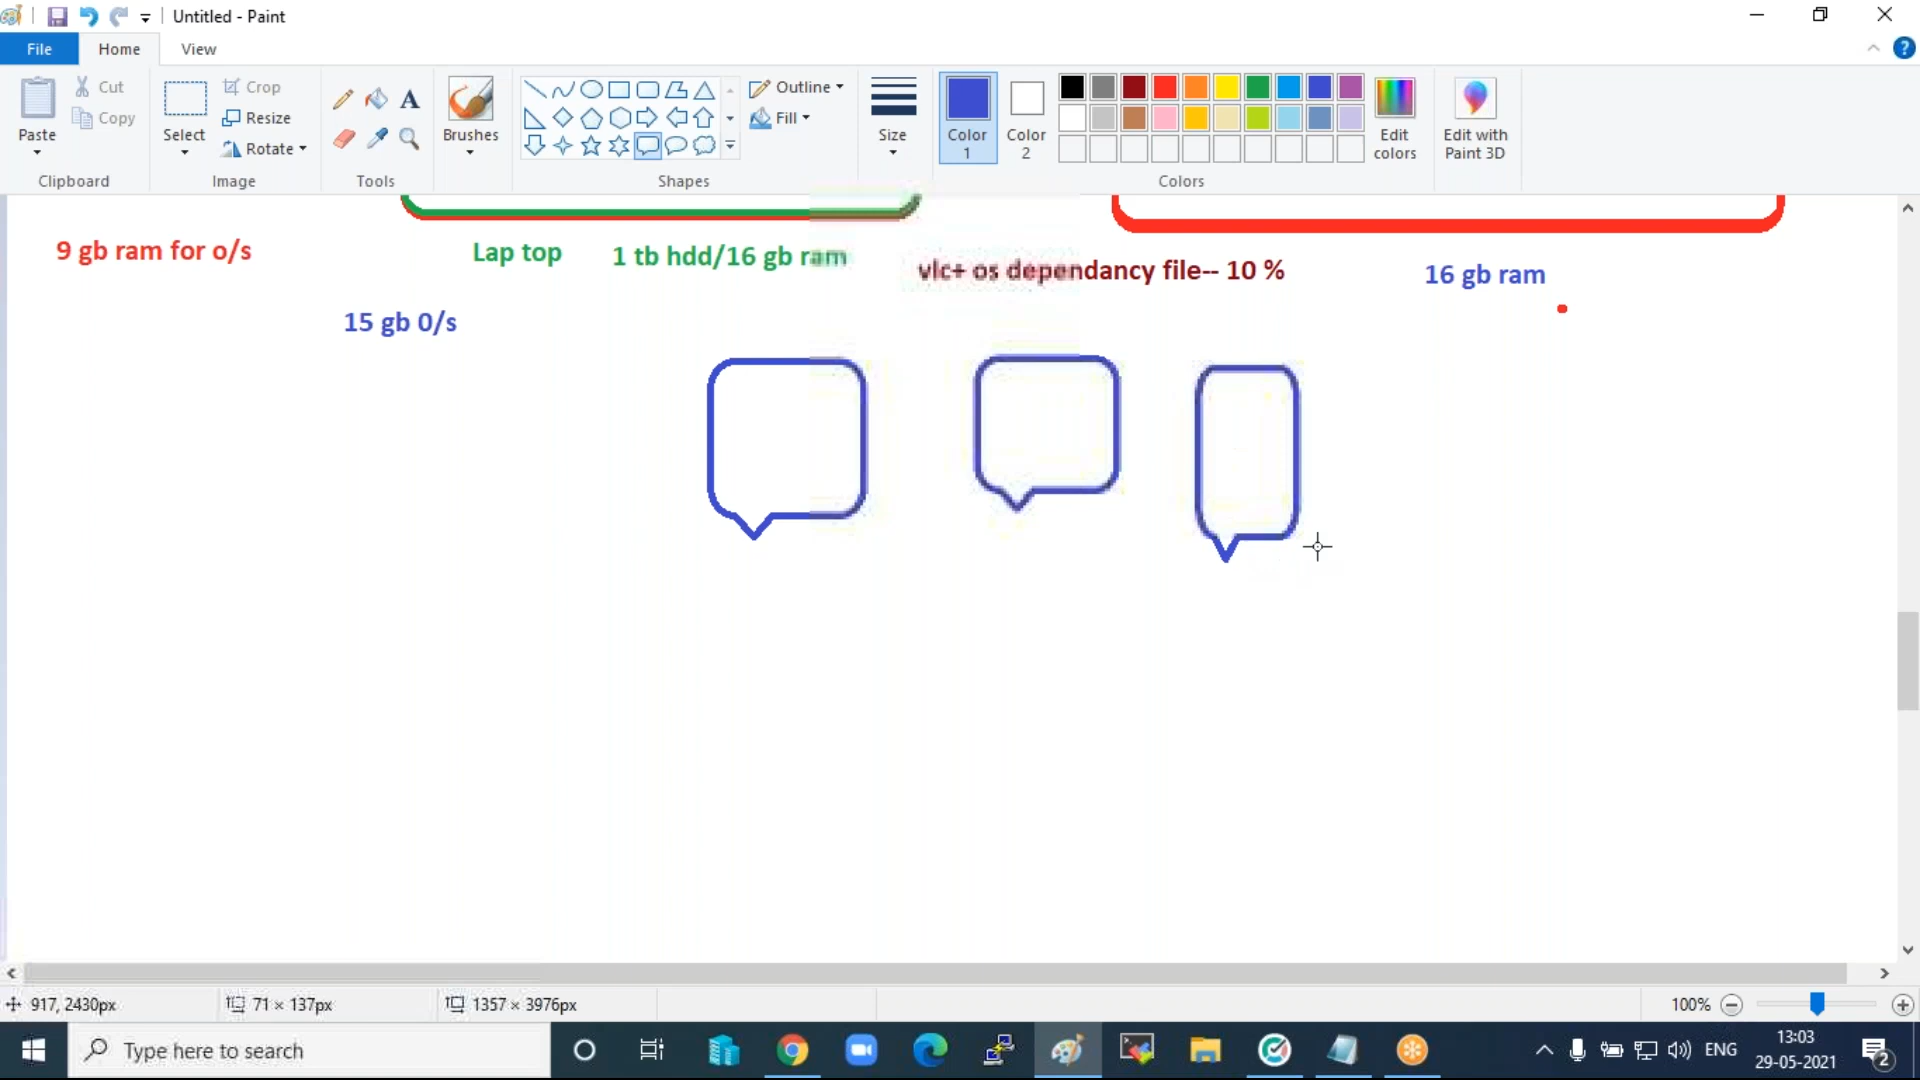 Untitled - Paint
File
Home
View
Paste
Cut
Copy
Clipboard
Select
Crop
Resize
Rotate
Image
Tools
Brushes
Shapes
Outline
Fill
Size
Color
1
Color
2
Colors
Edit
colors
Edit with
Paint 3D
9 gb ram for o/s
Lap top
1 tb hdd/16 gb ram
vlc+ os dependancy file-- 10 %
16 gb ram
15 gb 0/s
917, 2430px
71 × 137px
1357 × 3976px
100%
Type here to search
ENG
13:03
29-05-2021
2